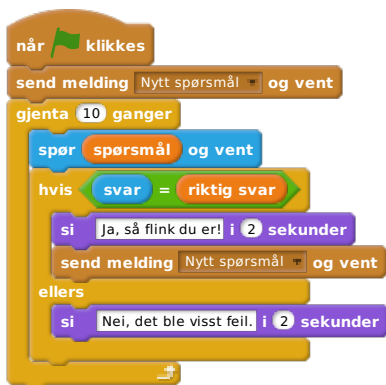 når klikkes
send melding Nytt spørsmål og vent
gjenta 10 ganger
spør spørsmål og vent
hvis svar = riktig svar
si Ja, så flink du er! i 2 sekunder
send melding Nytt spørsmål og vent
ellers
si Nei, det ble visst feil. i 2 sekunder